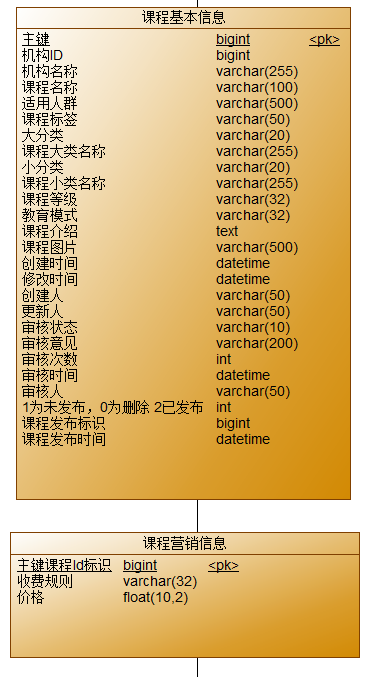 课程基本信息
主键 bigint <pk>
机构ID bigint
机构名称 varchar(255)
课程名称 varchar(100)
适用人群 varchar(500)
课程标签 varchar(50)
大分类 varchar(20)
课程大类名称 varchar(255)
小分类 varchar(20)
课程小类名称 varchar(255)
课程等级 varchar(32)
教育模式 varchar(32)
课程介绍 text
课程图片 varchar(500)
创建时间 datetime
修改时间 datetime
创建人 varchar(50)
更新人 varchar(50)
审核状态 varchar(10)
审核意见 varchar(200)
审核次数 int
审核时间 datetime
审核人 varchar(50)
1为未发布，0为删除 2已发布 int
课程发布标识 bigint
课程发布时间 datetime
课程营销信息
主键课程Id标识 bigint <pk>
收费规则 varchar(32)
价格 float(10,2)